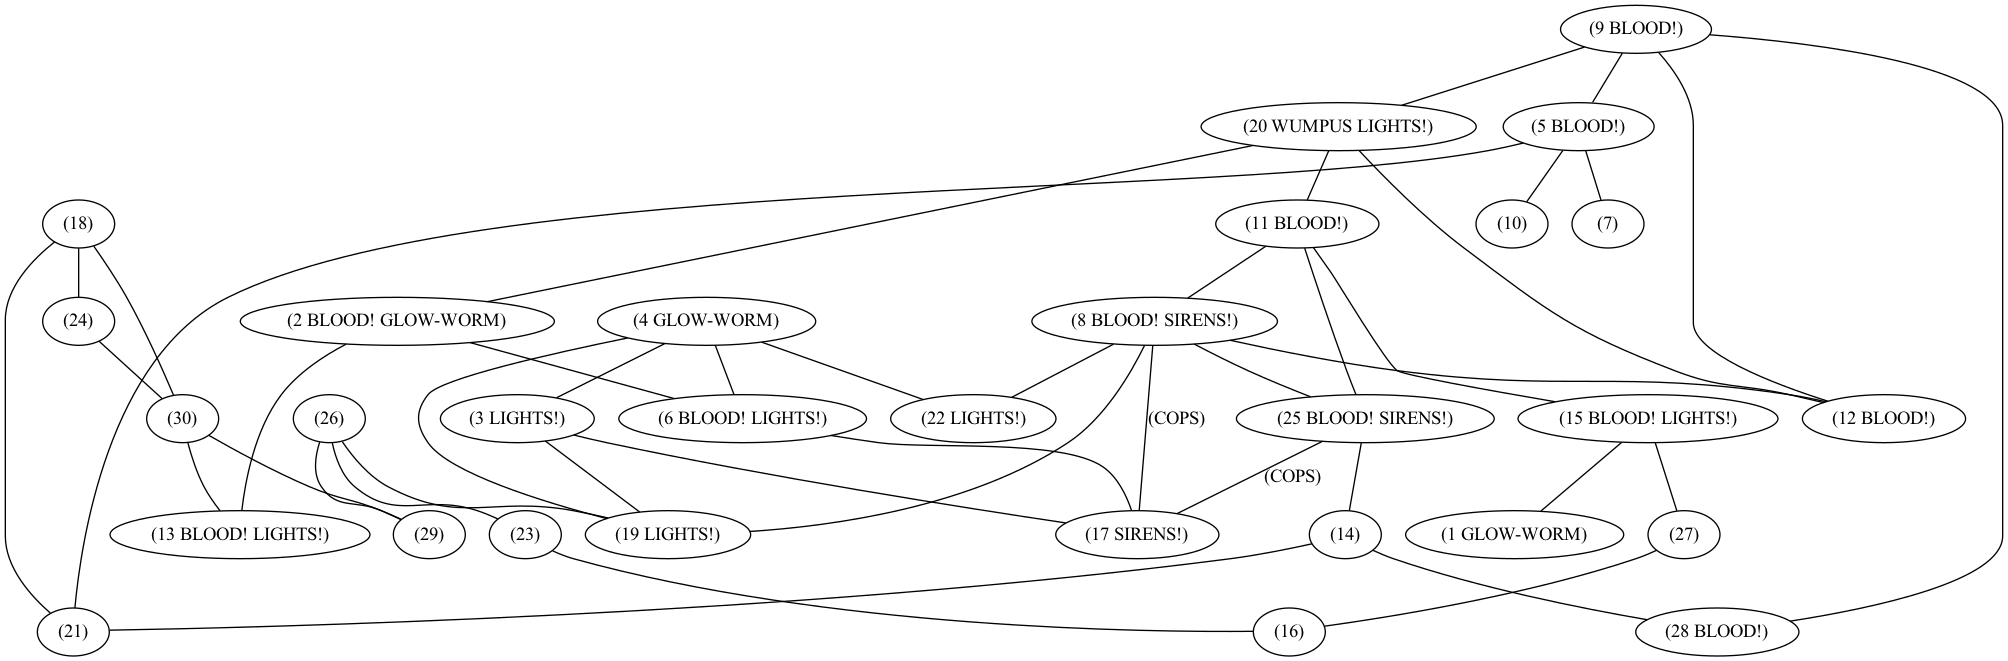 (9 BLOOD!)
(20 WUMPUS LIGHTS!)
(5 BLOOD!)
(18)
(11 BLOOD!)
(10)
(7)
(24)
(2 BLOOD! GLOW-WORM)
(4 GLOW-WORM)
(8 BLOOD! SIRENS!)
(30)
(26)
(3 LIGHTS!)
(6 BLOOD! LIGHTS!)
(22 LIGHTS!)
(COPS)
(25 BLOOD! SIRENS!)
(15 BLOOD! LIGHTS!)
(12 BLOOD!)
(COPS)
(13 BLOOD! LIGHTS!)
(29)
(23)
(19 LIGHTS!)
(17 SIRENS!)
(14)
(1 GLOW-WORM)
(27)
(21)
(16)
(28 BLOOD!)